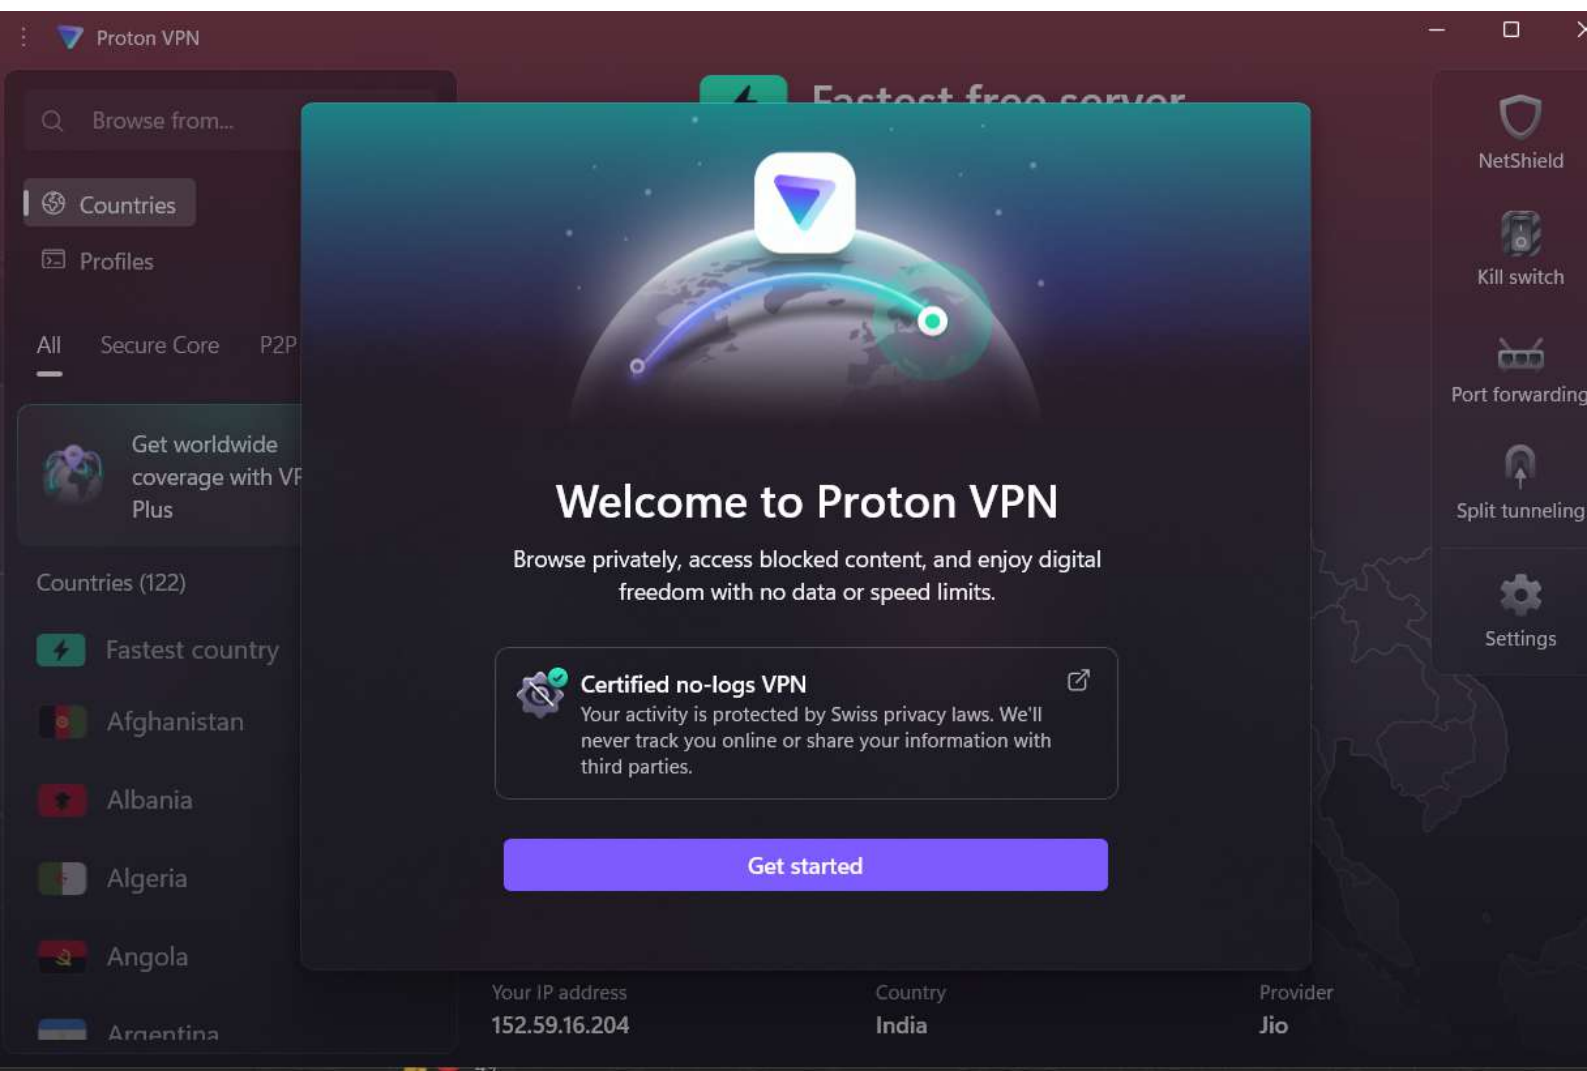 Proton VPN
Fastest free server
Browse from...
Countries
Profiles
All Secure Core P2P
Get worldwide
coverage with VP
Plus
Countries (122)
Fastest country
Afghanistan
Albania
Algeria
Angola
Argentina
Welcome to Proton VPN
Browse privately, access blocked content, and enjoy digital
freedom with no data or speed limits.
Certified no-logs VPN
Your activity is protected by Swiss privacy laws. We'll
never track you online or share your information with
third parties.
Get started
Your IP address
152.59.16.204
Country
India
Provider
Jio
NetShield
Kill switch
Port forwarding
Split tunneling
Settings